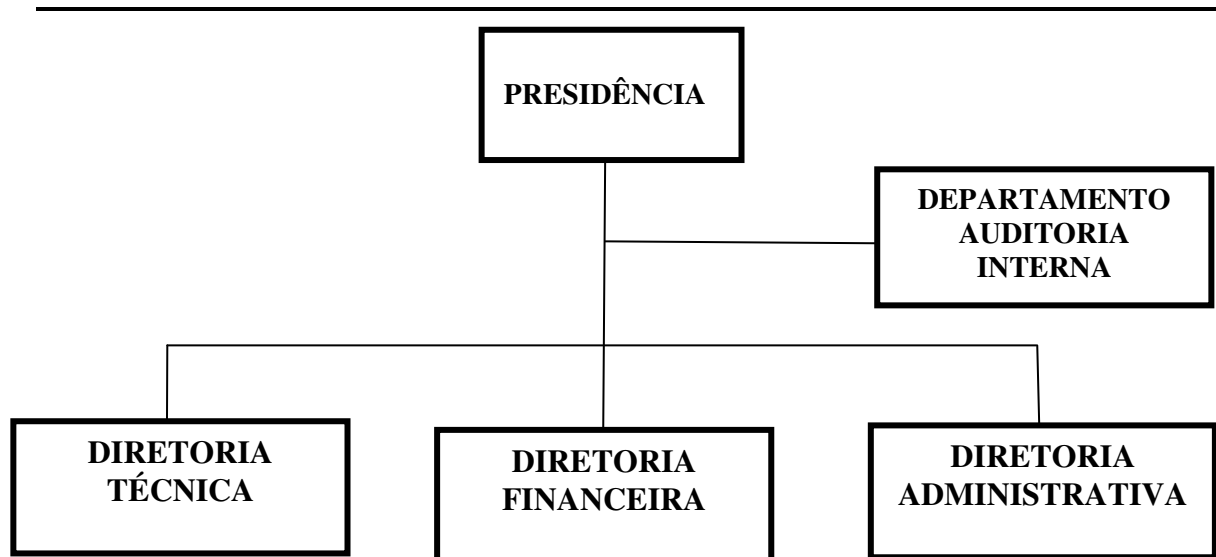 PRESIDÊNCIA
DEPARTAMENTO
AUDITORIA
INTERNA
DIRETORIA
TÉCNICA
DIRETORIA
FINANCEIRA
DIRETORIA
ADMINISTRATIVA